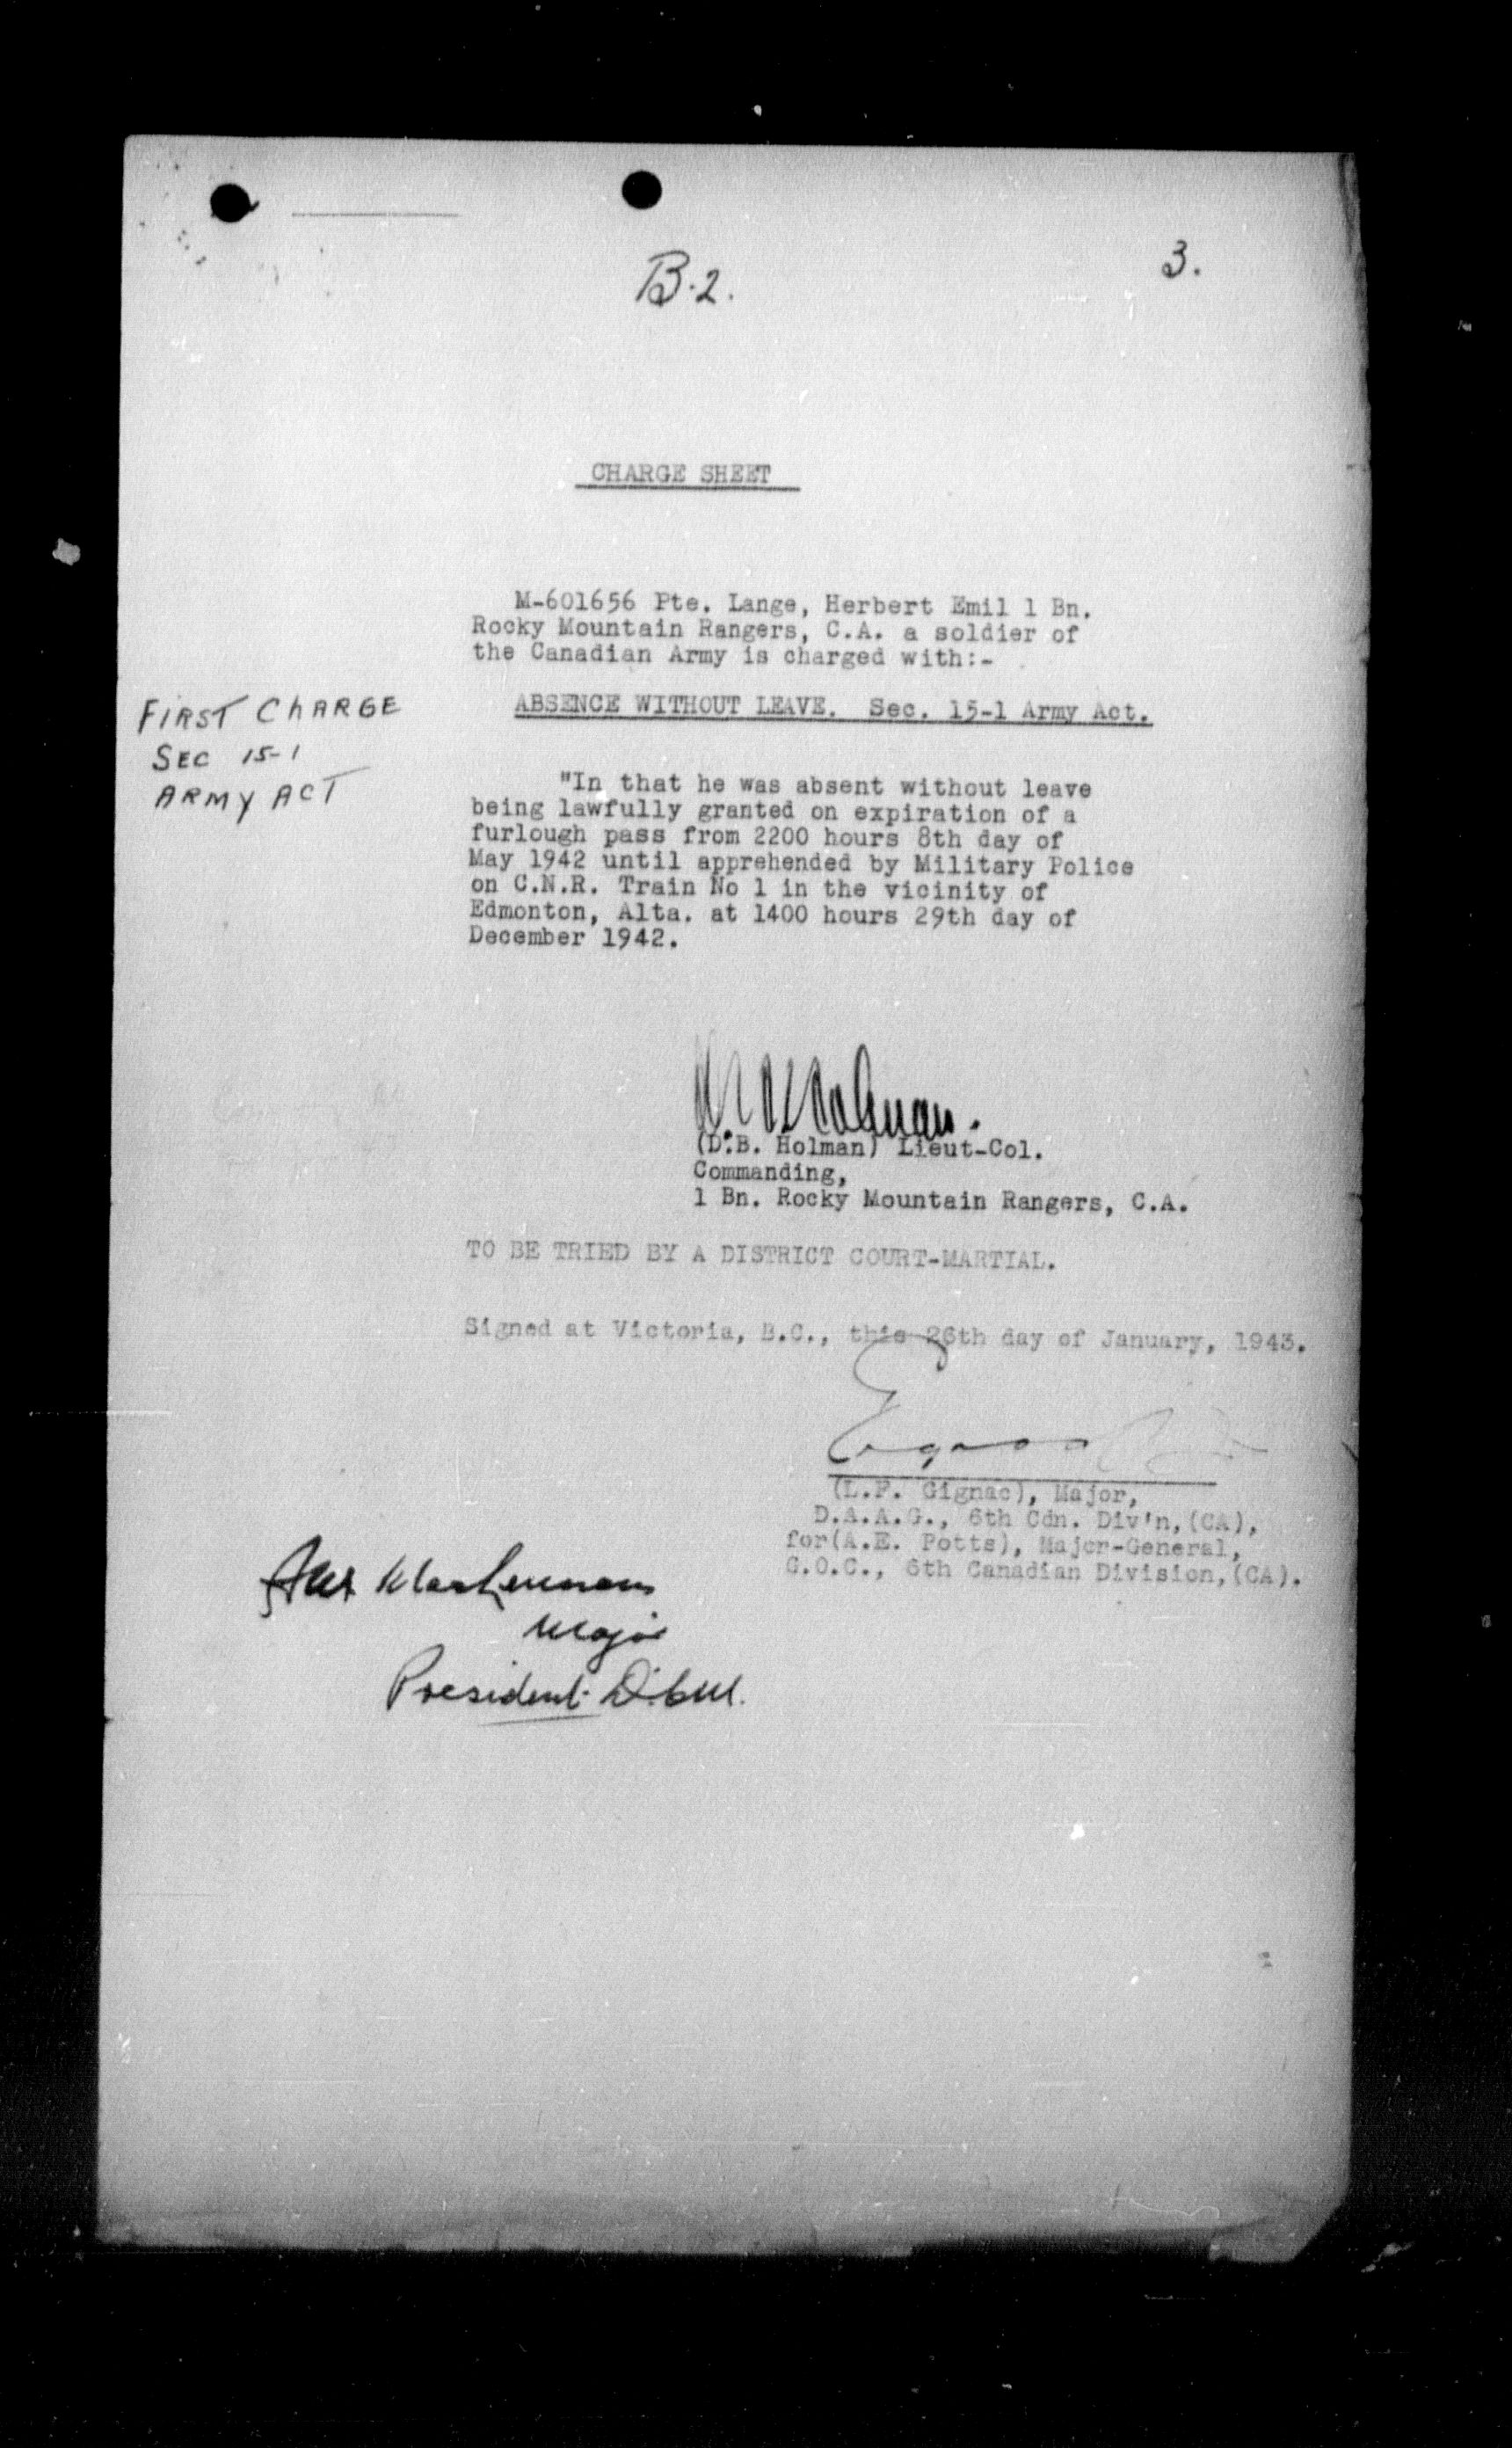 B.2.
3.
CHARGE SHEET
M-601656 Pte. Lange, Herbert Emil 1 Bn.
Rocky Mountain Rangers, C.A. a soldier of
the Canadian Army is charged with:-
FIRST CHARGE
SEC 15-1
ARMY ACT
ABSENCE WITHOUT LEAVE. Sec. 15-1 Army Act.
"In that he was absent without leave
being lawfully granted on expiration of a
furlough pass from 2200 hours 8th day of
May 1942 until apprehended by Military Police
on C.N.R. Train No 1 in the vicinity of
Edmonton, Alta. at 1400 hours 29th day of
December 1942.
(D.B. Holman) Lieut-Col.
Commanding,
1 Bn. Rocky Mountain Rangers, C.A.
TO BE TRIED BY A DISTRICT COURT-MARTIAL.
Signed at Victoria, B.C., this 26th day of January, 1943.
(L.P. Gignac), Major,
D.A.A.G., 6th Cdn. Div'n,(CA),
for(A.E. Potts), Major-General,
G.O.C., 6th Canadian Division,(CA).
Major
President D.C.M.